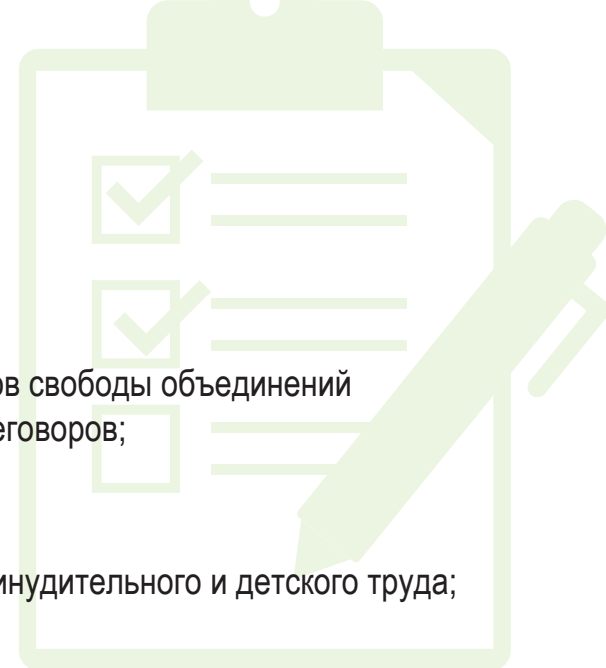 ов свободы объединений
еговоров;
инудительного и детского труда;